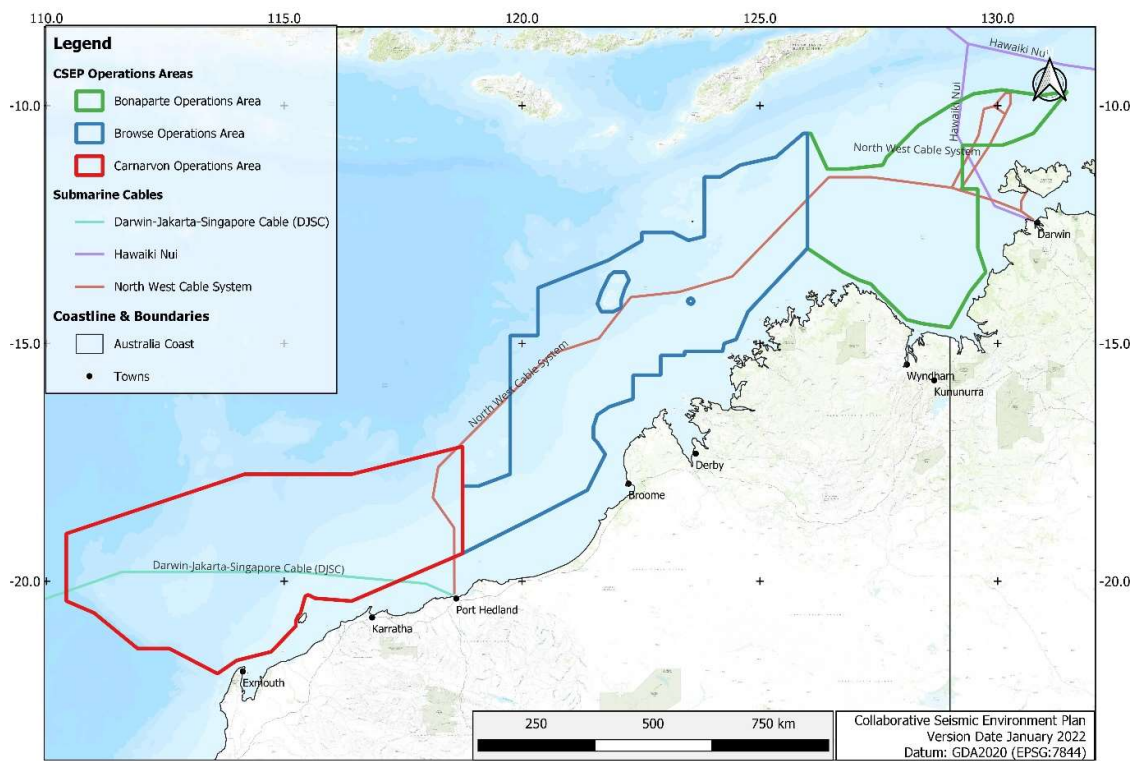 110.0 115.0 120.0 125.0 130.0
Legend
CSEP Operations Areas
Bonaparte Operations Area
Browse Operations Area
Carnarvon Operations Area
Submarine Cables
Darwin-Jakarta-Singapore Cable (DJSC)
Hawaiki Nui
North West Cable System
Coastline & Boundaries
Australia Coast
Towns
Hawaiki Nui
Hawaiki Nui
-10.0
-10.0
North West Cable System
Darwin
-15.0
-15.0
North West Cable System
Wyndham
Kununurra
Derby
Broome
-20.0
-20.0
Darwin-Jakarta-Singapore Cable (DJSC)
Port Hedland
Karratha
Exmouth
250 500 750 km
Collaborative Seismic Environment Plan
Version Date January 2022
Datum: GDA2020 (EPSG:7844)